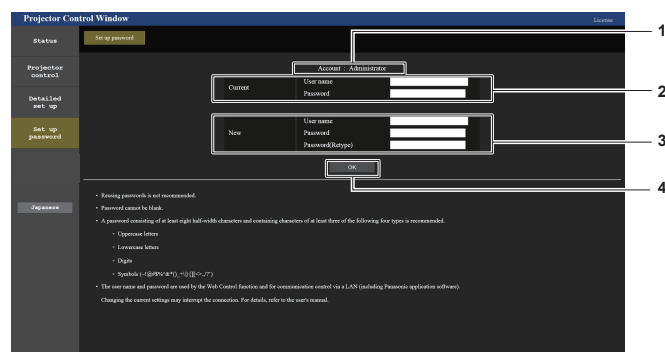 Projector Control Window
License
Status
Set up password
1
Account : Administrator
Projector
control
Current
User name
Password
2
Detailed
set up
New
User name
Password
Password(Retype)
3
Set up
password
OK
4
Japanese
• Reusing passwords is not recommended.
• Password cannot be blank.
• A password consisting of at least eight half-width characters and containing characters of at least three of the following four types is recommended.
• Uppercase letters
• Lowercase letters
• Digits
• The user name and password are used by the Web Control function and for communication control via a LAN (including Panasonic application software).
Changing the current settings may interrupt the connection. For details, refer to the user's manual.